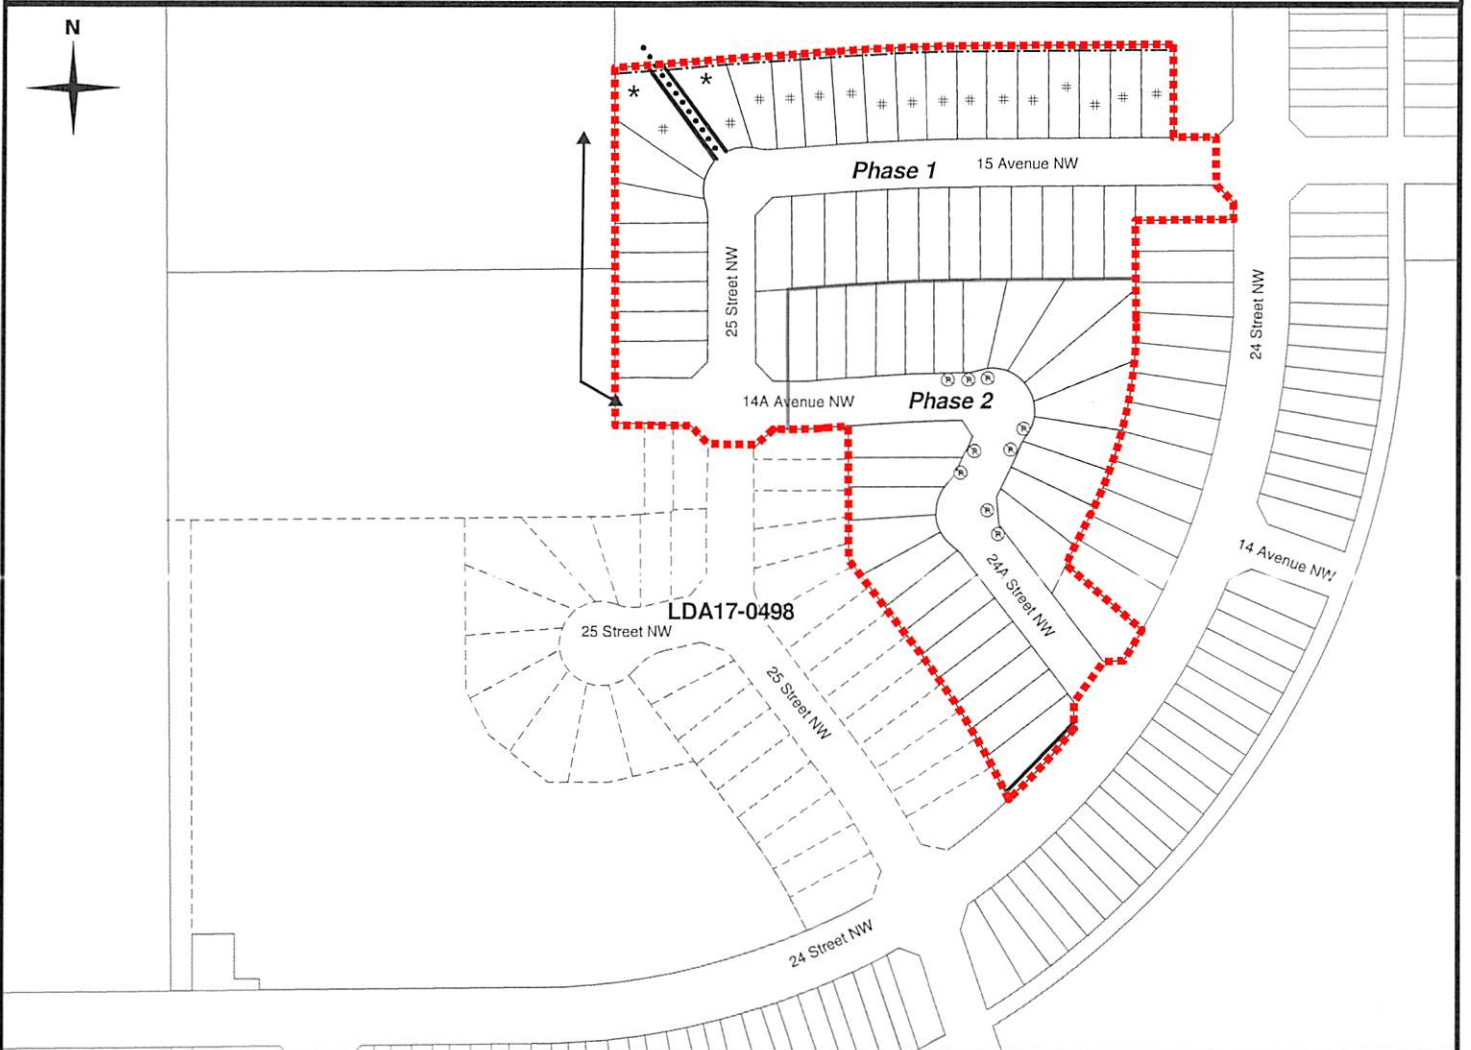 N
*
*
# # # # # # # # # # # # # # # #
Phase 1
15 Avenue NW
25 Street NW
24 Street NW
14A Avenue NW
Phase 2
R R R
R R R R
R R
14 Avenue NW
24A Street NW
LDA17-0498
25 Street NW
25 Street NW
24 Street NW